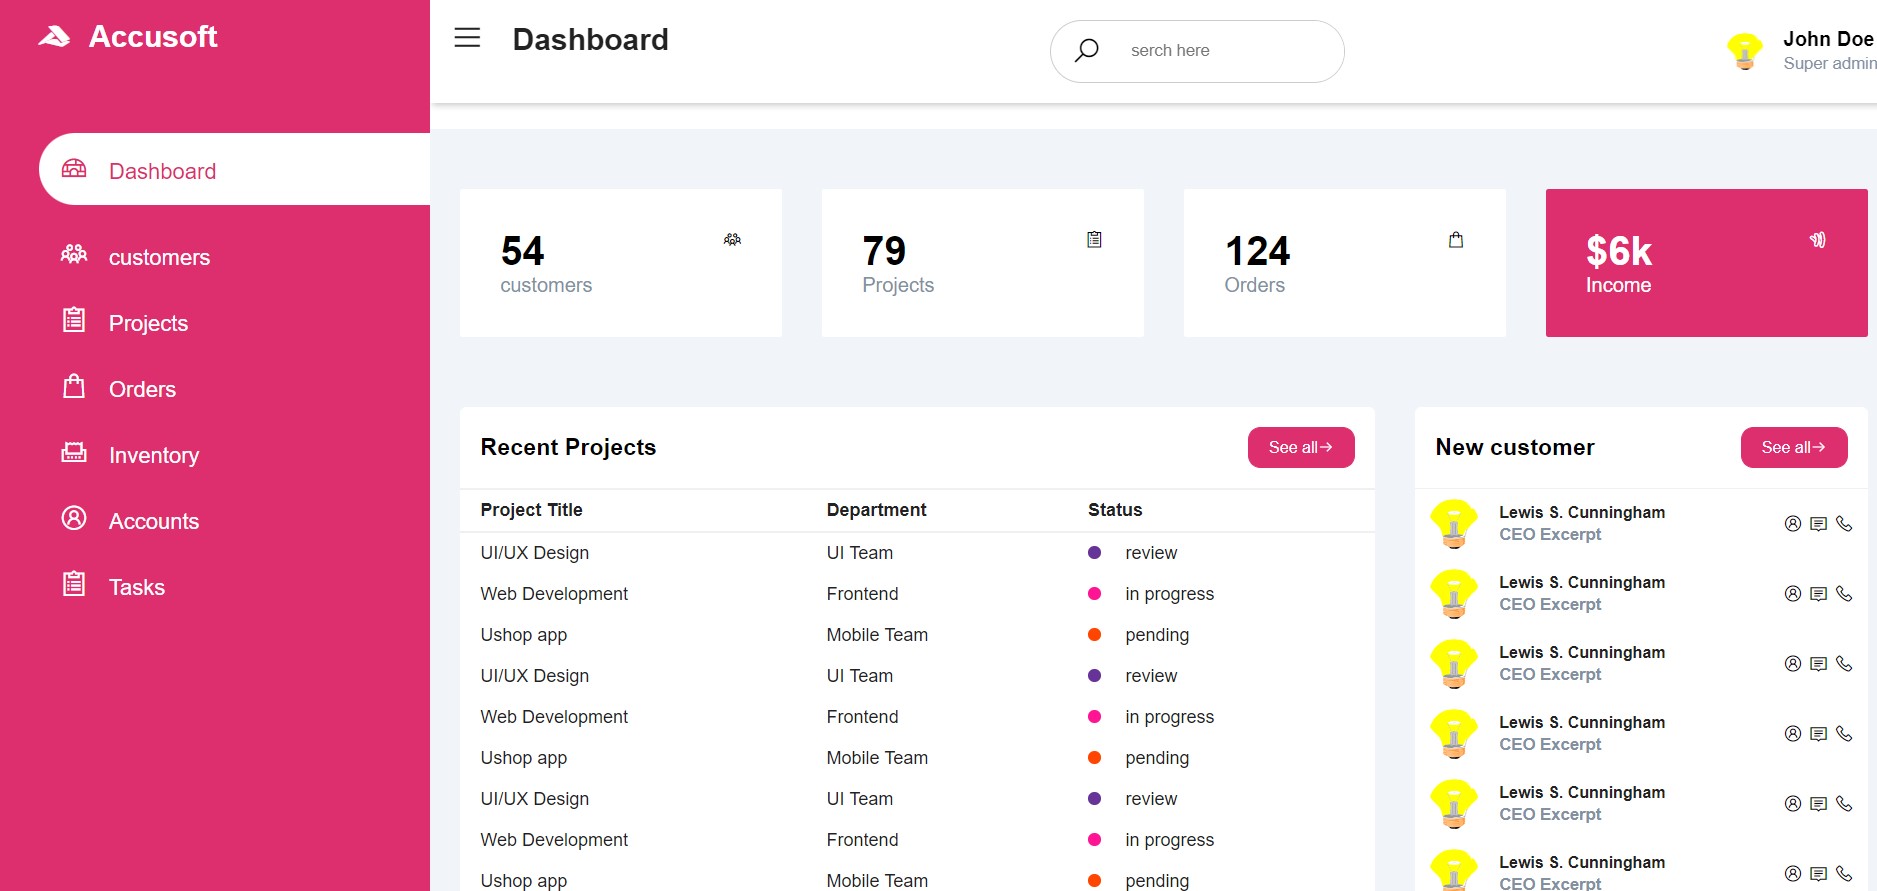 Accusoft
Dashboard
serch here
John Doe
Super admin
Dashboard
customers
Projects
Orders
Inventory
Accounts
Tasks
54
customers
79
Projects
124
Orders
$6k
Income
Recent Projects
See all→
Project Title Department Status
UI/UX Design UI Team review
Web Development Frontend in progress
Ushop app Mobile Team pending
UI/UX Design UI Team review
Web Development Frontend in progress
Ushop app Mobile Team pending
UI/UX Design UI Team review
Web Development Frontend in progress
Ushop app Mobile Team pending
New customer
See all→
Lewis S. Cunningham
CEO Excerpt
Lewis S. Cunningham
CEO Excerpt
Lewis S. Cunningham
CEO Excerpt
Lewis S. Cunningham
CEO Excerpt
Lewis S. Cunningham
CEO Excerpt
Lewis S. Cunningham
CEO Excerpt